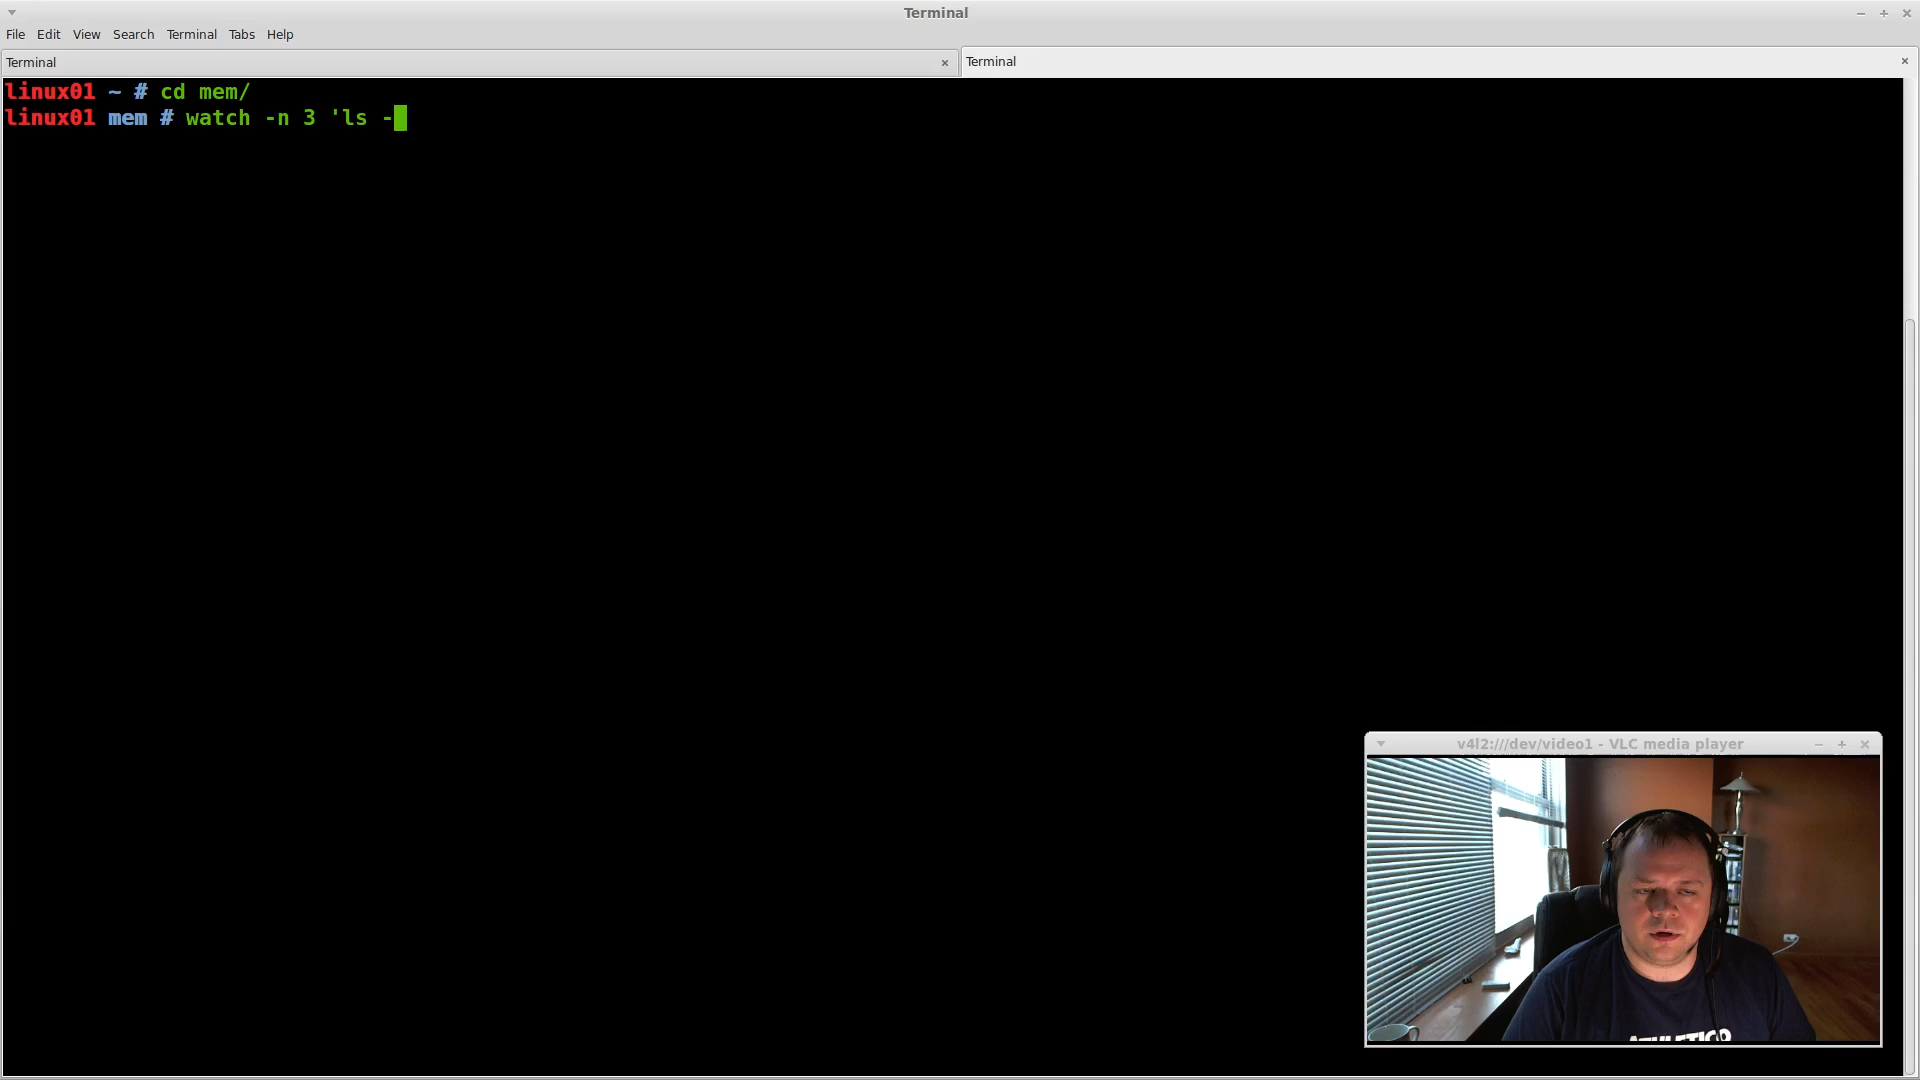 Terminal
File Edit View Search Terminal Tabs Help
Terminal
Terminal
linux01 ~ # cd mem/
linux01 mem # watch -n 3 'ls -
v4l2:///dev/video1 - VLC media player